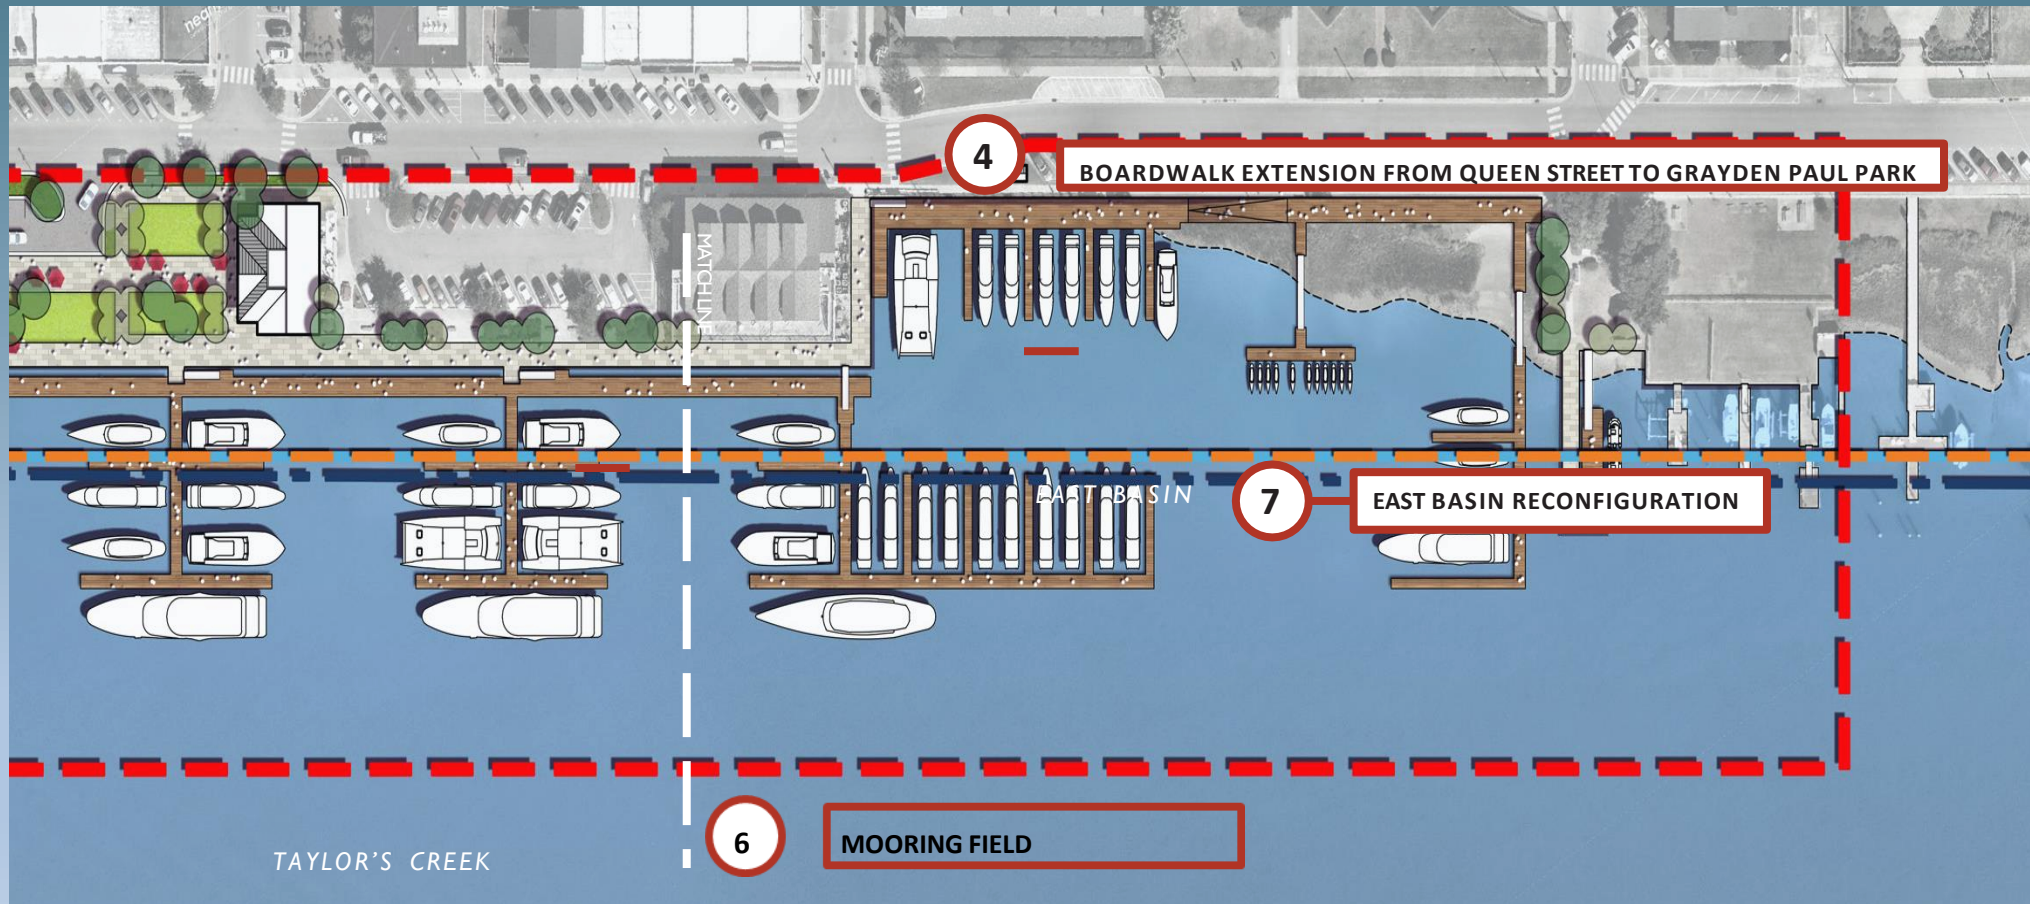 4
BOARDWALK EXTENSION FROM QUEEN STREET TO GRAYDEN PAUL PARK
MATCHLINE
EAST BASIN
7
EAST BASIN RECONFIGURATION
6
MOORING FIELD
TAYLOR'S CREEK